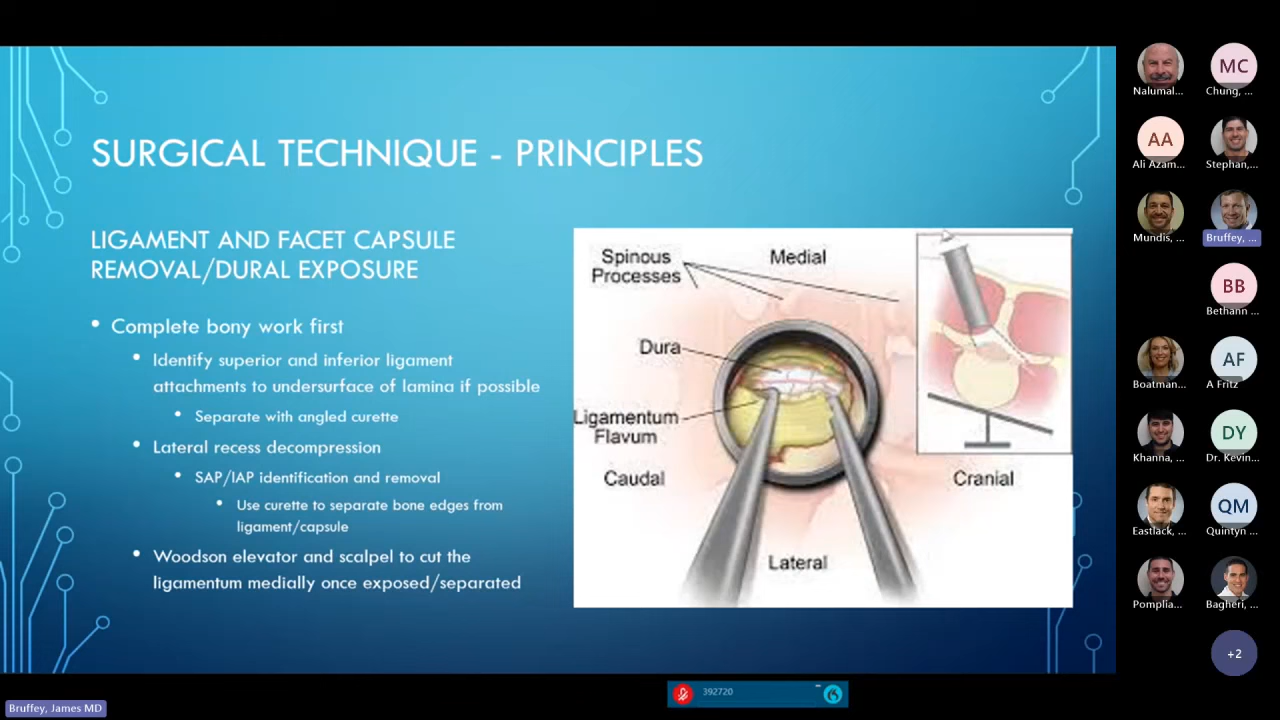 SURGICAL TECHNIQUE - PRINCIPLES
LIGAMENT AND FACET CAPSULE
REMOVAL/DURAL EXPOSURE
• Complete bony work first
• Identify superior and inferior ligament
attachments to undersurface of lamina if possible
• Separate with angled curette
• Lateral recess decompression
• SAP/IAP identification and removal
• Use curette to separate bone edges from
ligament/capsule
• Woodson elevator and scalpel to cut the
ligamentum medially once exposed/separated
Spinous
Processes
Medial
Dura
Ligamentum
Flavum
Caudal
Cranial
Lateral
Nalumal...
MC
Chung, ...
AA
Ali Azam...
Stephan,...
Mundis, ...
Bruffey, ...
BB
Bethann ...
Boatman...
AF
A Fritz
Khanna, ...
DY
Dr. Kevin...
Eastlack, ...
QM
Quintyn ...
Pomplia...
Bagheri, ...
+2
392720
Bruffey, James MD